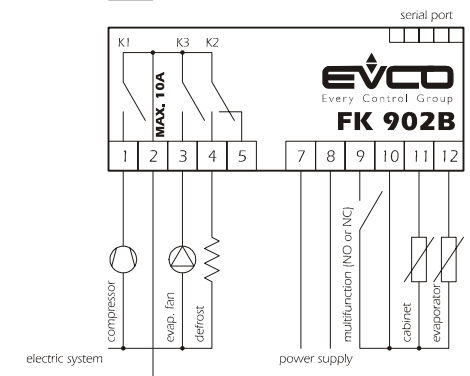 serial port
K1 K3 K2
MAX. 10A
EVCO
Every Control Group
FK 902B
1 2 3 4 5 7 8 9 10 11 12
compressor
evap. fan
defrost
multifunction (NO or NC)
cabinet
evaporator
electric system
power supply